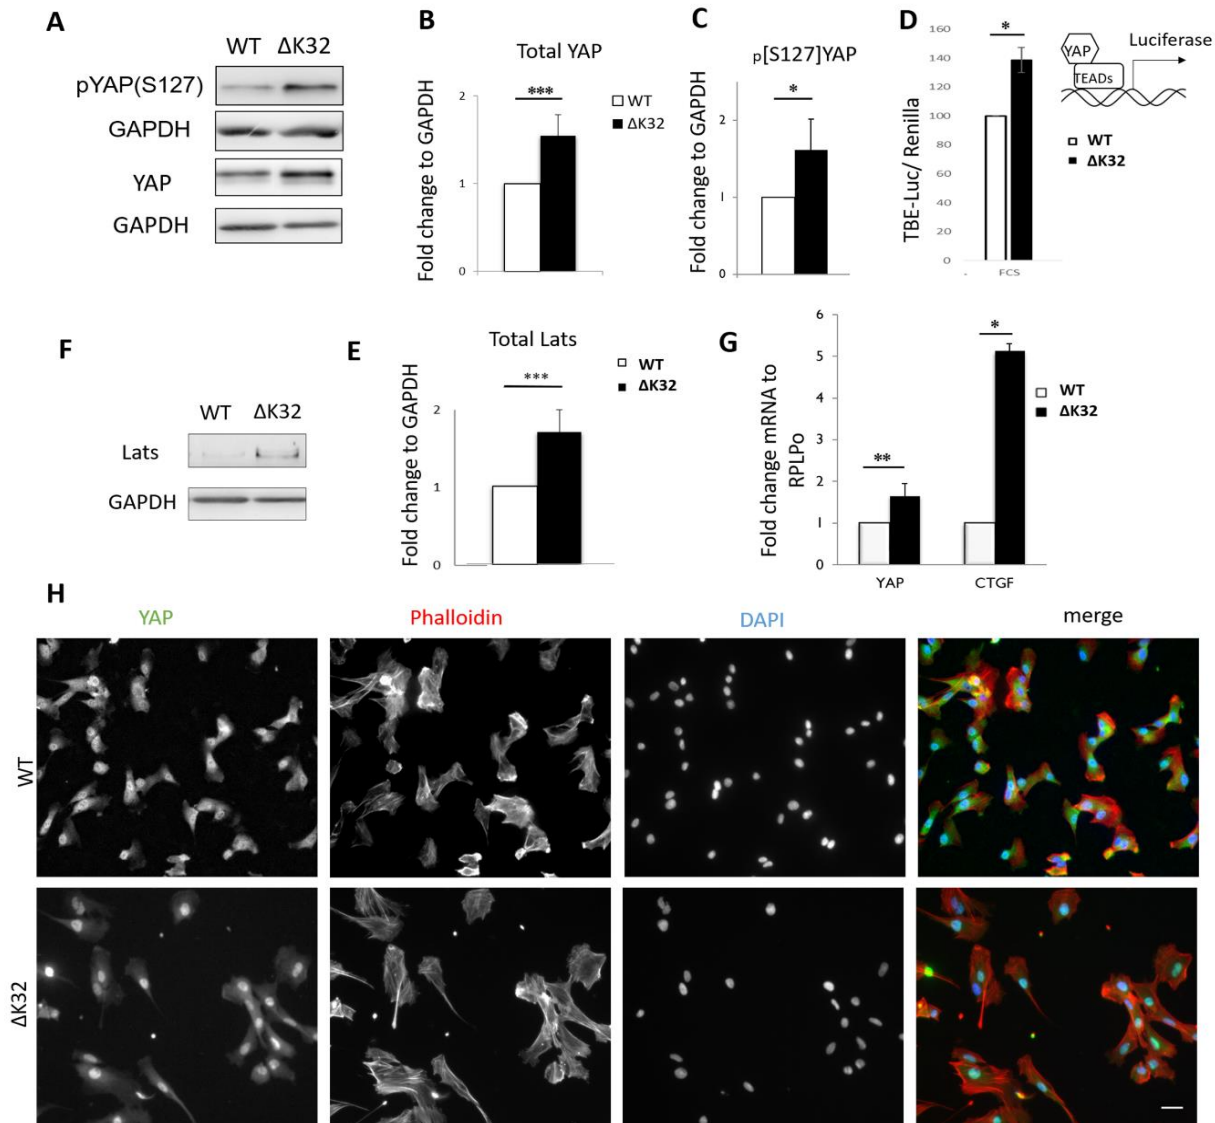 A
WT ΔK32
pYAP(S127)
GAPDH
YAP
GAPDH
B
Total YAP
Fold change to GAPDH
2
1
0
***
WT
ΔK32
C
p[S127]YAP
Fold change to GAPDH
2
1
0
*
D
TBE-Luc/ Renilla
160
140
120
100
80
60
40
20
0
*
FCS
YAP
TEADs
Luciferase
WT
ΔK32
F
WT ΔK32
Lats
GAPDH
E
Total Lats
Fold change to GAPDH
2
1
0
***
WT
ΔK32
G
Fold change mRNA to
RPLPo
6
5
4
3
2
1
0
**
*
YAP CTGF
WT
ΔK32
H
YAP Phalloidin DAPI merge
WT
ΔK32